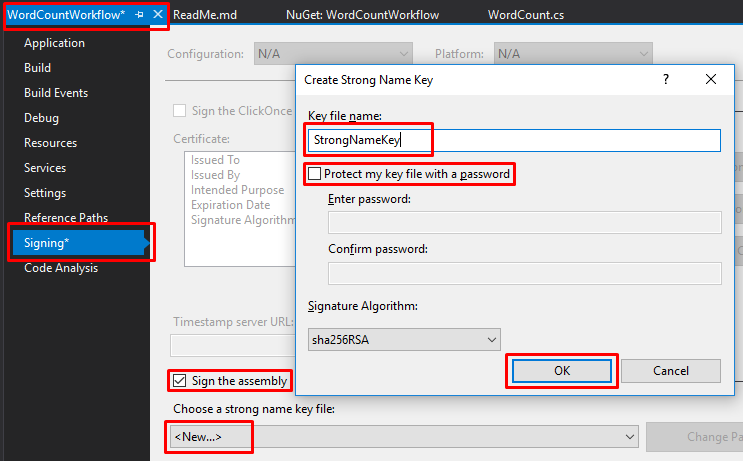 WordCountWorkflow* ReadMe.md NuGet: WordCountWorkflow WordCount.cs
Application
Build
Build Events
Debug
Resources
Services
Settings
Reference Paths
Signing*
Code Analysis
Configuration: N/A Platform: N/A
Sign the ClickOnce
Certificate:
Issued To
Issued By
Intended Purpose
Expiration Date
Signature Algorithm
Timestamp server URL:
Sign the assembly
Choose a strong name key file:
<New...>
Change Pa
Create Strong Name Key ?
Key file name:
StrongNameKey
Protect my key file with a password
Enter password:
Confirm password:
Signature Algorithm:
sha256RSA
OK Cancel